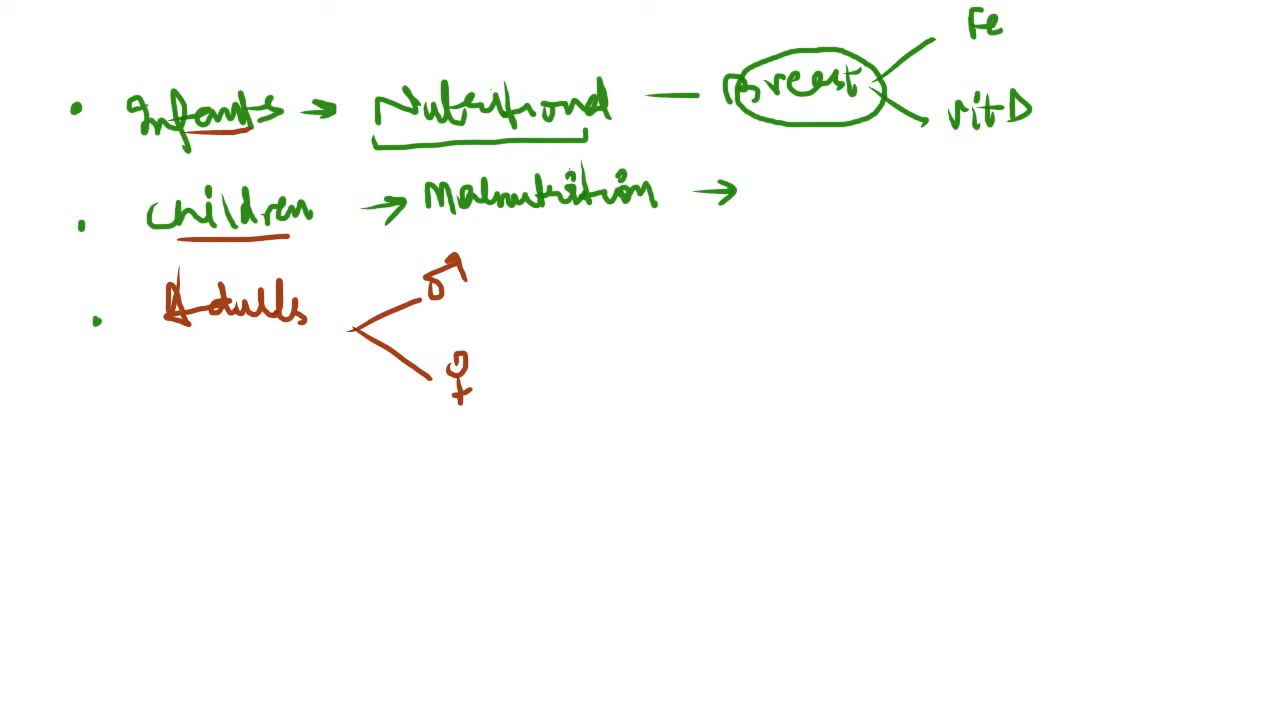 • Infants → Nutritional — Breast Fe
vit D
• Children → Malnutrition →
• Adults ♂
♀